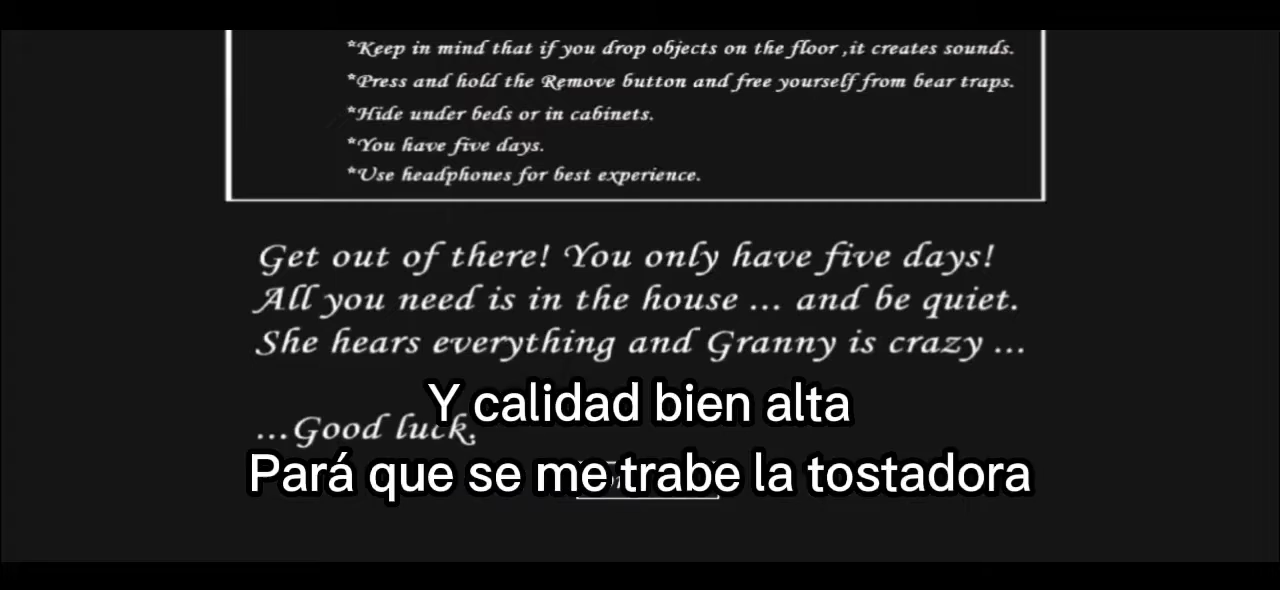 *Keep in mind that if you drop objects on the floor ,it creates sounds.
*Press and hold the Remove button and free yourself from bear traps.
*Hide under beds or in cabinets.
*You have five days.
*Use headphones for best experience.
Get out of there! You only have five days!
All you need is in the house ... and be quiet.
She hears everything and Granny is crazy ...
Y calidad bien alta
...Good luck.
Pará que se me trabe la tostadora